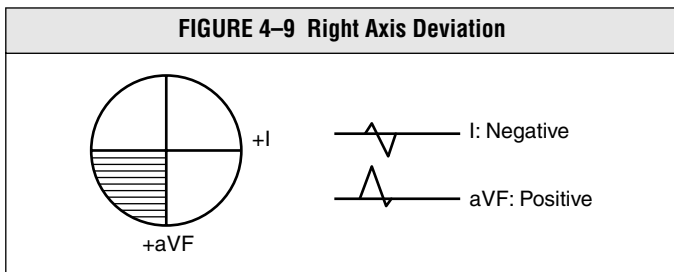 FIGURE 4–9 Right Axis Deviation
+I
I: Negative
aVF: Positive
+aVF